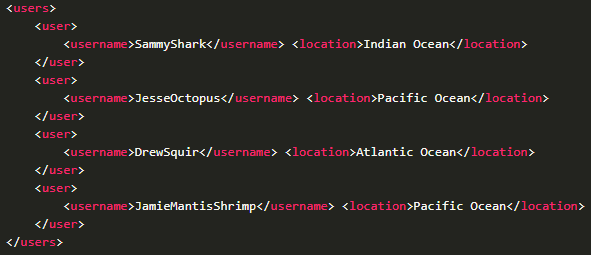 <users>
    <user>
        <username>SammyShark</username> <location>Indian Ocean</location>
    </user>
    <user>
        <username>JesseOctopus</username> <location>Pacific Ocean</location>
    </user>
    <user>
        <username>DrewSquir</username> <location>Atlantic Ocean</location>
    </user>
    <user>
        <username>JamieMantisShrimp</username> <location>Pacific Ocean</location>
    </user>
</users>